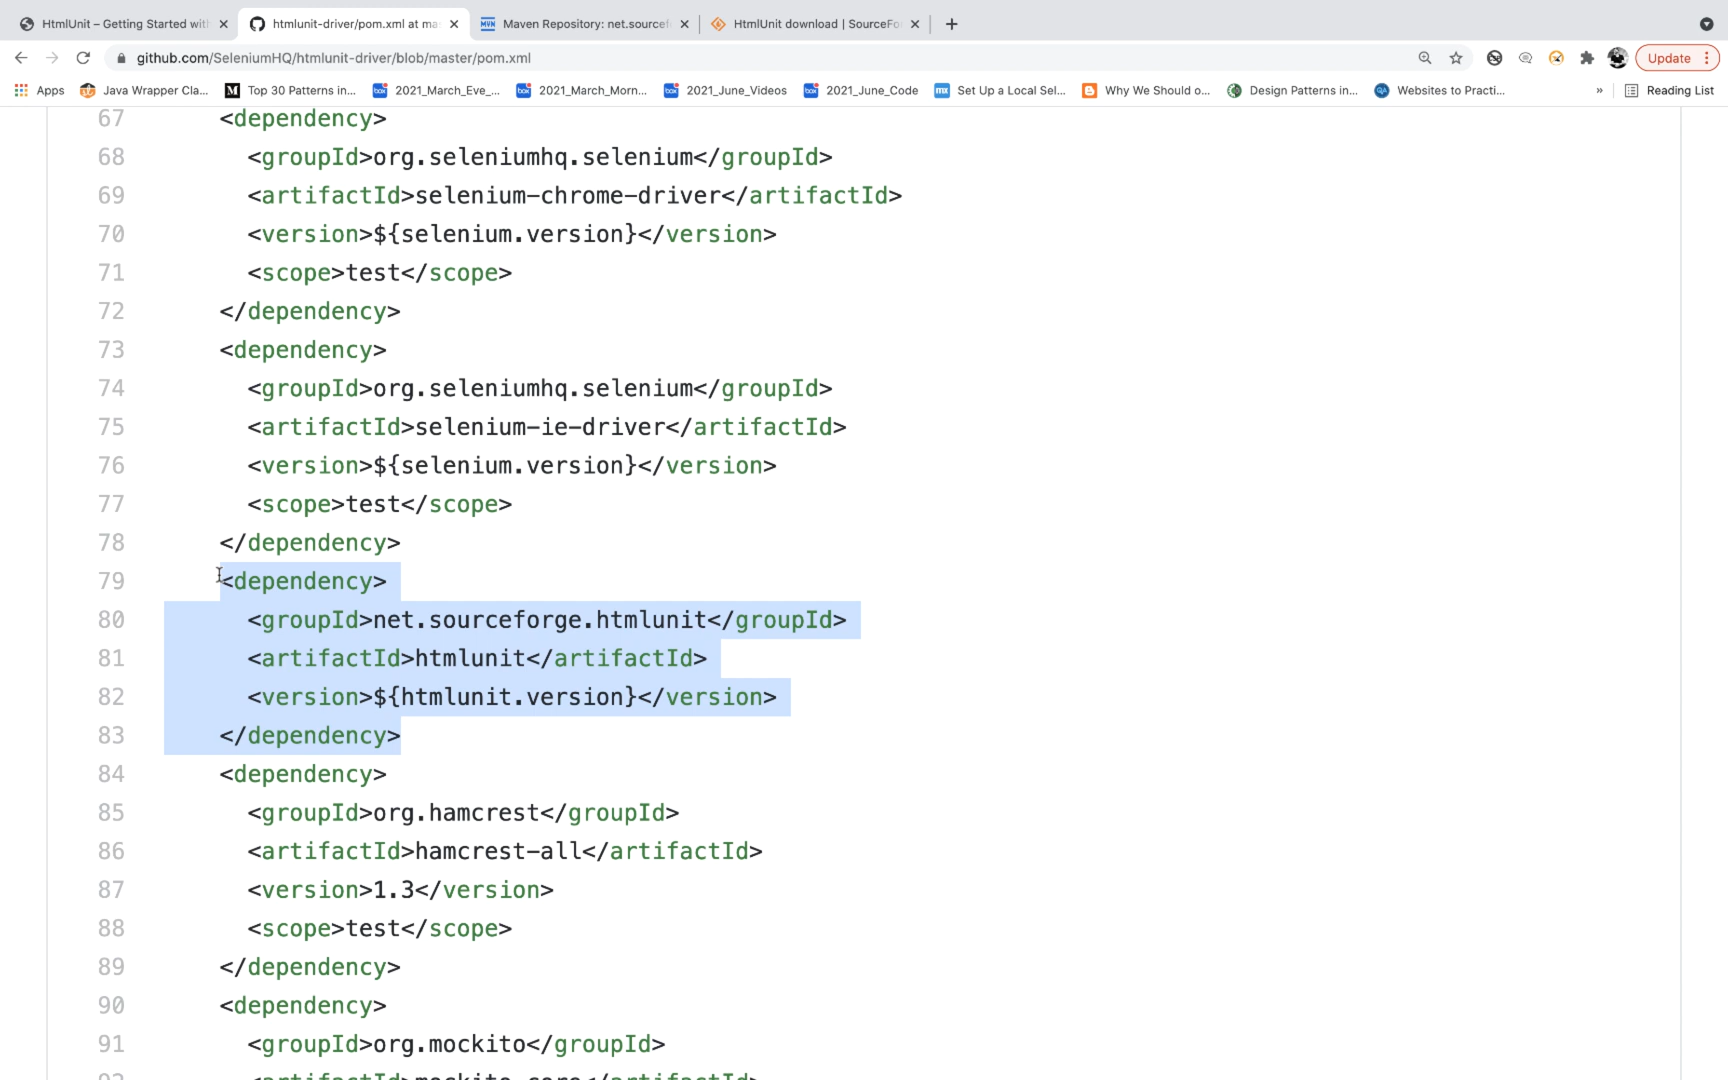 HtmlUnit – Getting Started with
htmlunit-driver/pom.xml at mas
Maven Repository: net.sourcef
HtmlUnit download | SourceFo
github.com/SeleniumHQ/htmlunit-driver/blob/master/pom.xml
Update
Apps
Java Wrapper Cla...
Top 30 Patterns in...
2021_March_Eve_...
2021_March_Morn...
2021_June_Videos
2021_June_Code
Set Up a Local Sel...
Why We Should o...
Design Patterns in...
Websites to Practi...
»
Reading List
67 <dependency>
68 <groupId>org.seleniumhq.selenium</groupId>
69 <artifactId>selenium-chrome-driver</artifactId>
70 <version>${selenium.version}</version>
71 <scope>test</scope>
72 </dependency>
73 <dependency>
74 <groupId>org.seleniumhq.selenium</groupId>
75 <artifactId>selenium-ie-driver</artifactId>
76 <version>${selenium.version}</version>
77 <scope>test</scope>
78 </dependency>
79 <dependency>
80 <groupId>net.sourceforge.htmlunit</groupId>
81 <artifactId>htmlunit</artifactId>
82 <version>${htmlunit.version}</version>
83 </dependency>
84 <dependency>
85 <groupId>org.hamcrest</groupId>
86 <artifactId>hamcrest-all</artifactId>
87 <version>1.3</version>
88 <scope>test</scope>
89 </dependency>
90 <dependency>
91 <groupId>org.mockito</groupId>
92 <artifactId>mockito-core</artifactId>